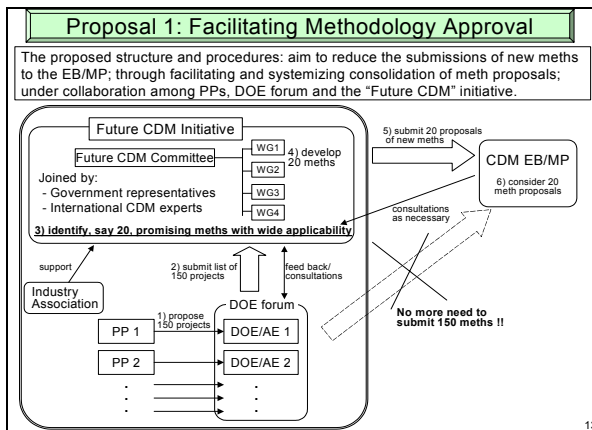 Proposal 1: Facilitating Methodology Approval
The proposed structure and procedures: aim to reduce the submissions of new meths
to the EB/MP; through facilitating and systemizing consolidation of meth proposals;
under collaboration among PPs, DOE forum and the “Future CDM” initiative.
Future CDM Initiative
Future CDM Committee
WG1
WG2
WG3
WG4
4) develop
20 meths
Joined by:
- Government representatives
- International CDM experts
3) identify, say 20, promising meths with wide applicability
5) submit 20 proposals
of new meths
CDM EB/MP
6) consider 20
meth proposals
consultations
as necessary
support
Industry
Association
2) submit list of
150 projects
feed back/
consultations
DOE forum
1) propose
150 projects
PP 1
DOE/AE 1
PP 2
DOE/AE 2
No more need to
submit 150 meths !!